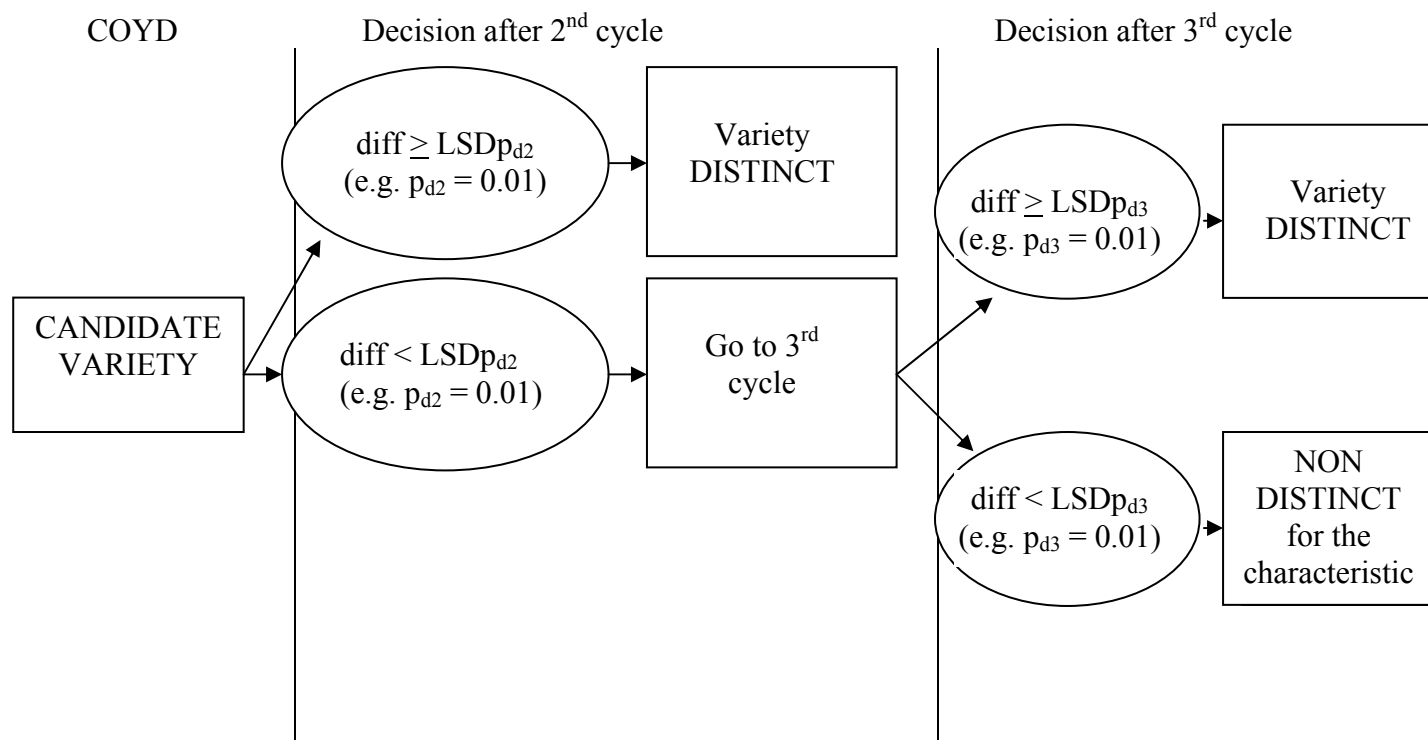 COYD
Decision after 2nd cycle
Decision after 3rd cycle
diff ≥ LSDpd2
(e.g. pd2 = 0.01)
Variety
DISTINCT
diff ≥ LSDpd3
(e.g. pd3 = 0.01)
Variety
DISTINCT
CANDIDATE
VARIETY
diff < LSDpd2
(e.g. pd2 = 0.01)
Go to 3rd
cycle
diff < LSDpd3
(e.g. pd3 = 0.01)
NON
DISTINCT
for the
characteristic